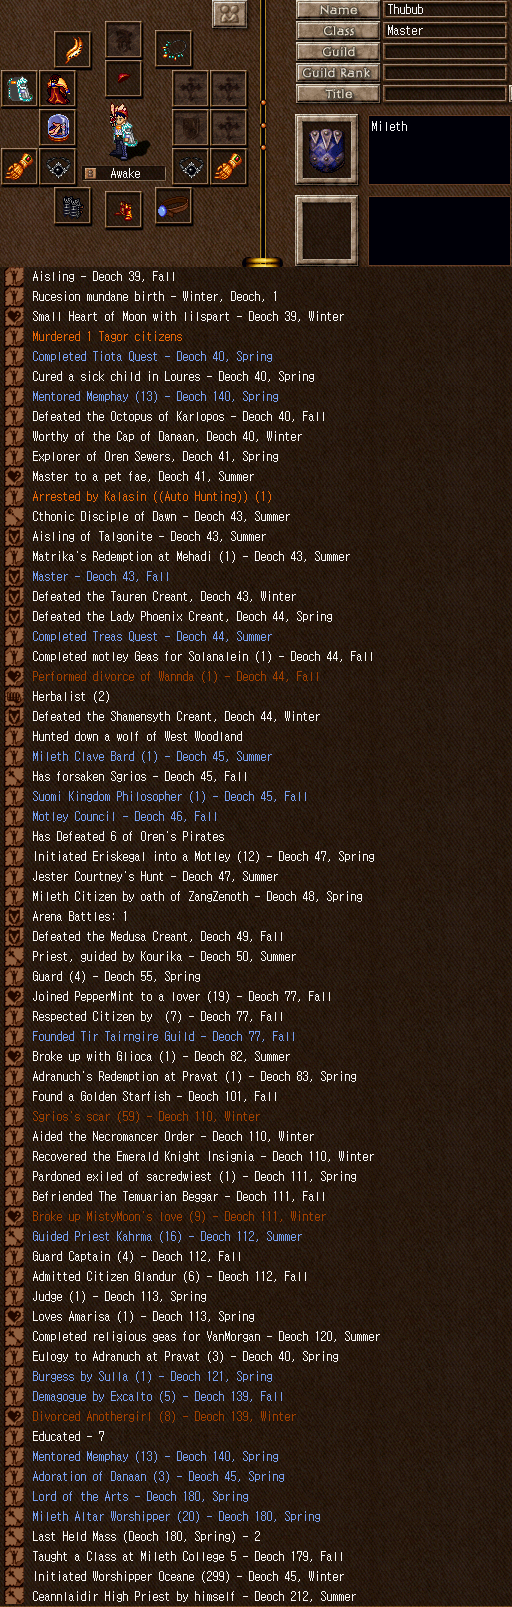 Name Thubub
Class Master
Guild
Guild Rank
Title
Mileth
Awake
Aisling - Deoch 39, Fall
Rucesion mundane birth - Winter, Deoch, 1
Small Heart of Moon with lilspart - Deoch 39, Winter
Murdered 1 Tagor citizens
Completed Tiota Quest - Deoch 40, Spring
Cured a sick child in Loures - Deoch 40, Spring
Mentored Memphay (13) - Deoch 140, Spring
Defeated the Octopus of Karlopos - Deoch 40, Fall
Worthy of the Cap of Danaan, Deoch 40, Winter
Explorer of Oren Sewers, Deoch 41, Spring
Master to a pet fae, Deoch 41, Summer
Arrested by Kalasin ((Auto Hunting)) (1)
Cthonic Disciple of Dawn - Deoch 43, Summer
Aisling of Talgonite - Deoch 43, Summer
Matrika's Redemption at Mehadi (1) - Deoch 43, Summer
Master - Deoch 43, Fall
Defeated the Tauren Creant, Deoch 43, Winter
Defeated the Lady Phoenix Creant, Deoch 44, Spring
Completed Treas Quest - Deoch 44, Summer
Completed motley Geas for Solanalein (1) - Deoch 44, Fall
Performed divorce of Wannda (1) - Deoch 44, Fall
Herbalist (2)
Defeated the Shamensyth Creant, Deoch 44, Winter
Hunted down a wolf of West Woodland
Mileth Clave Bard (1) - Deoch 45, Summer
Has forsaken Sgrios - Deoch 45, Fall
Suomi Kingdom Philosopher (1) - Deoch 45, Fall
Motley Council - Deoch 46, Fall
Has Defeated 6 of Oren's Pirates
Initiated Eriskegal into a Motley (12) - Deoch 47, Spring
Jester Courtney's Hunt - Deoch 47, Summer
Mileth Citizen by oath of ZangZenoth - Deoch 48, Spring
Arena Battles: 1
Defeated the Medusa Creant, Deoch 49, Fall
Priest, guided by Kourika - Deoch 50, Summer
Guard (4) - Deoch 55, Spring
Joined PepperMint to a lover (19) - Deoch 77, Fall
Respected Citizen by  (7) - Deoch 77, Fall
Founded Tir Tairngire Guild - Deoch 77, Fall
Broke up with Glioca (1) - Deoch 82, Summer
Adranuch's Redemption at Pravat (1) - Deoch 83, Spring
Found a Golden Starfish - Deoch 101, Fall
Sgrios's scar (59) - Deoch 110, Winter
Aided the Necromancer Order - Deoch 110, Winter
Recovered the Emerald Knight Insignia - Deoch 110, Winter
Pardoned exiled of sacredwiest (1) - Deoch 111, Spring
Befriended The Temuarian Beggar - Deoch 111, Fall
Broke up MistyMoon's love (9) - Deoch 111, Winter
Guided Priest Kahrma (16) - Deoch 112, Summer
Guard Captain (4) - Deoch 112, Fall
Admitted Citizen Glandur (6) - Deoch 112, Fall
Judge (1) - Deoch 113, Spring
Loves Amarisa (1) - Deoch 113, Spring
Completed religious geas for VanMorgan - Deoch 120, Summer
Eulogy to Adranuch at Pravat (3) - Deoch 40, Spring
Burgess by Sulla (1) - Deoch 121, Spring
Demagogue by Excalto (5) - Deoch 139, Fall
Divorced Anothergirl (8) - Deoch 139, Winter
Educated - 7
Mentored Memphay (13) - Deoch 140, Spring
Adoration of Danaan (3) - Deoch 45, Spring
Lord of the Arts - Deoch 180, Spring
Mileth Altar Worshipper (20) - Deoch 180, Spring
Last Held Mass (Deoch 180, Spring) - 2
Taught a Class at Mileth College 5 - Deoch 179, Fall
Initiated Worshipper Oceane (299) - Deoch 45, Winter
Ceannlaidir High Priest by himself - Deoch 212, Summer